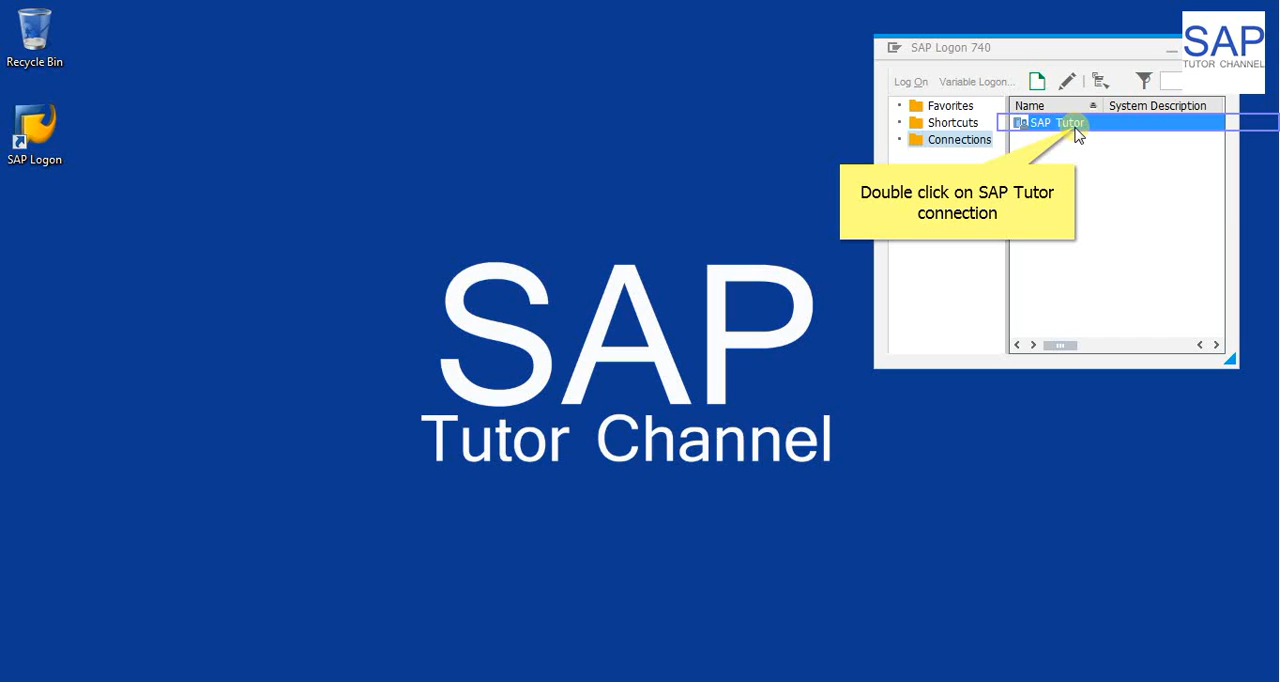 Recycle Bin
SAP Logon
SAP Logon 740
SAP
TUTOR CHANNEL
Log On Variable Logon...
Favorites
Shortcuts
Connections
Name System Description
SAP Tutor
Double click on SAP Tutor
connection
SAP
Tutor Channel